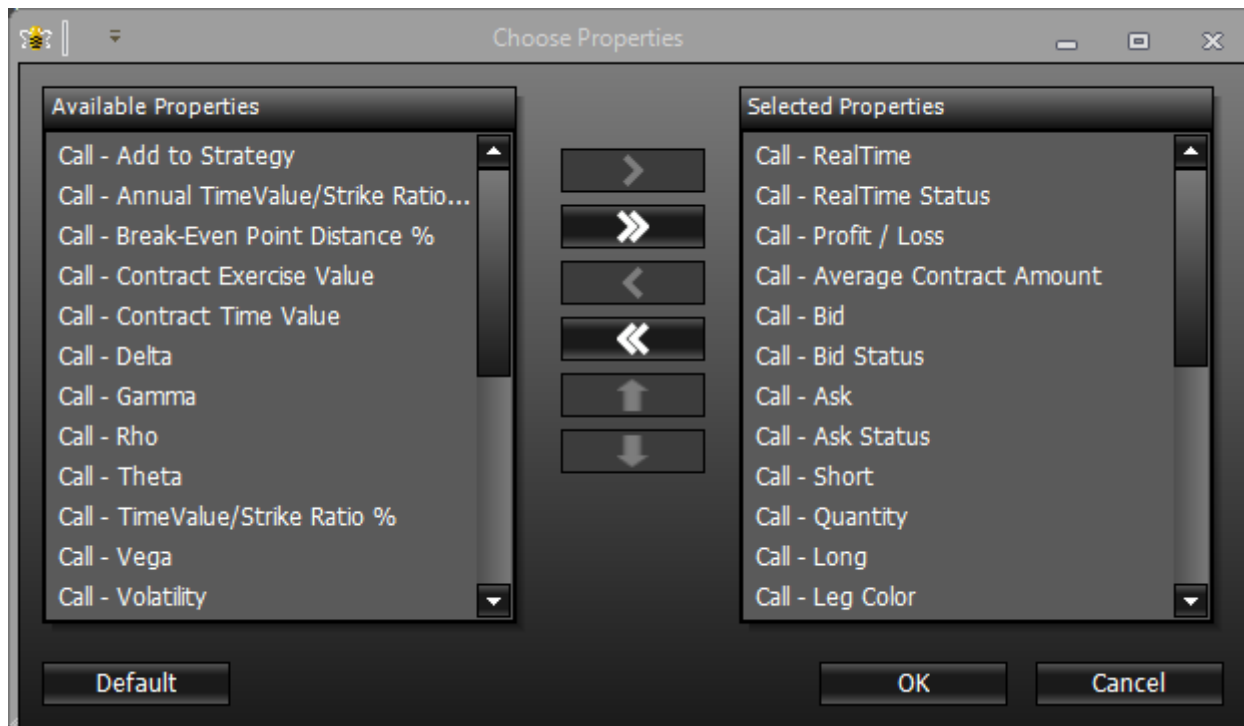 Choose Properties
Available Properties
Call - Add to Strategy
Call - Annual TimeValue/Strike Ratio...
Call - Break-Even Point Distance %
Call - Contract Exercise Value
Call - Contract Time Value
Call - Delta
Call - Gamma
Call - Rho
Call - Theta
Call - TimeValue/Strike Ratio %
Call - Vega
Call - Volatility
Selected Properties
Call - RealTime
Call - RealTime Status
Call - Profit / Loss
Call - Average Contract Amount
Call - Bid
Call - Bid Status
Call - Ask
Call - Ask Status
Call - Short
Call - Quantity
Call - Long
Call - Leg Color
Default
OK
Cancel